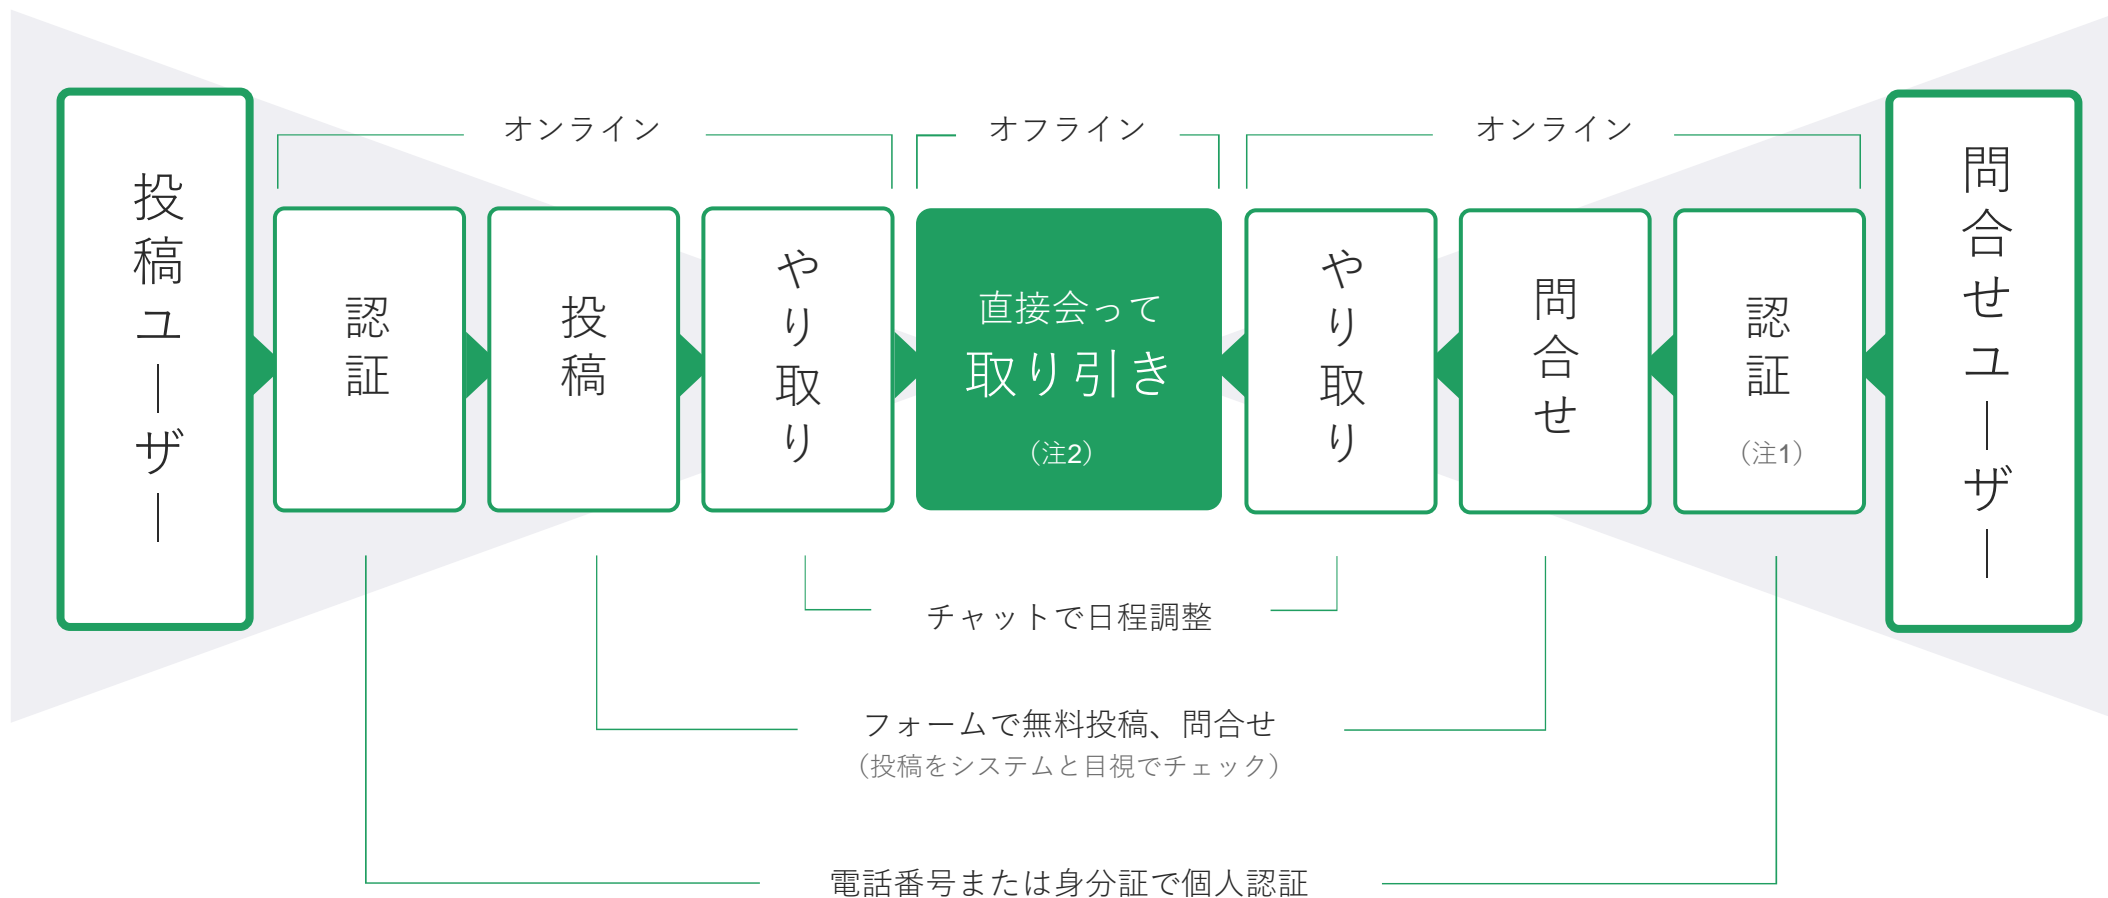 オンライン
オフライン
オンライン
投稿ユーザー
認証
投稿
やり取り
直接会って
取り引き
（注2）
やり取り
問合せ
認証
（注1）
問合せユーザー
チャットで日程調整
フォームで無料投稿、問合せ
（投稿をシステムと目視でチェック）
電話番号または身分証で個人認証